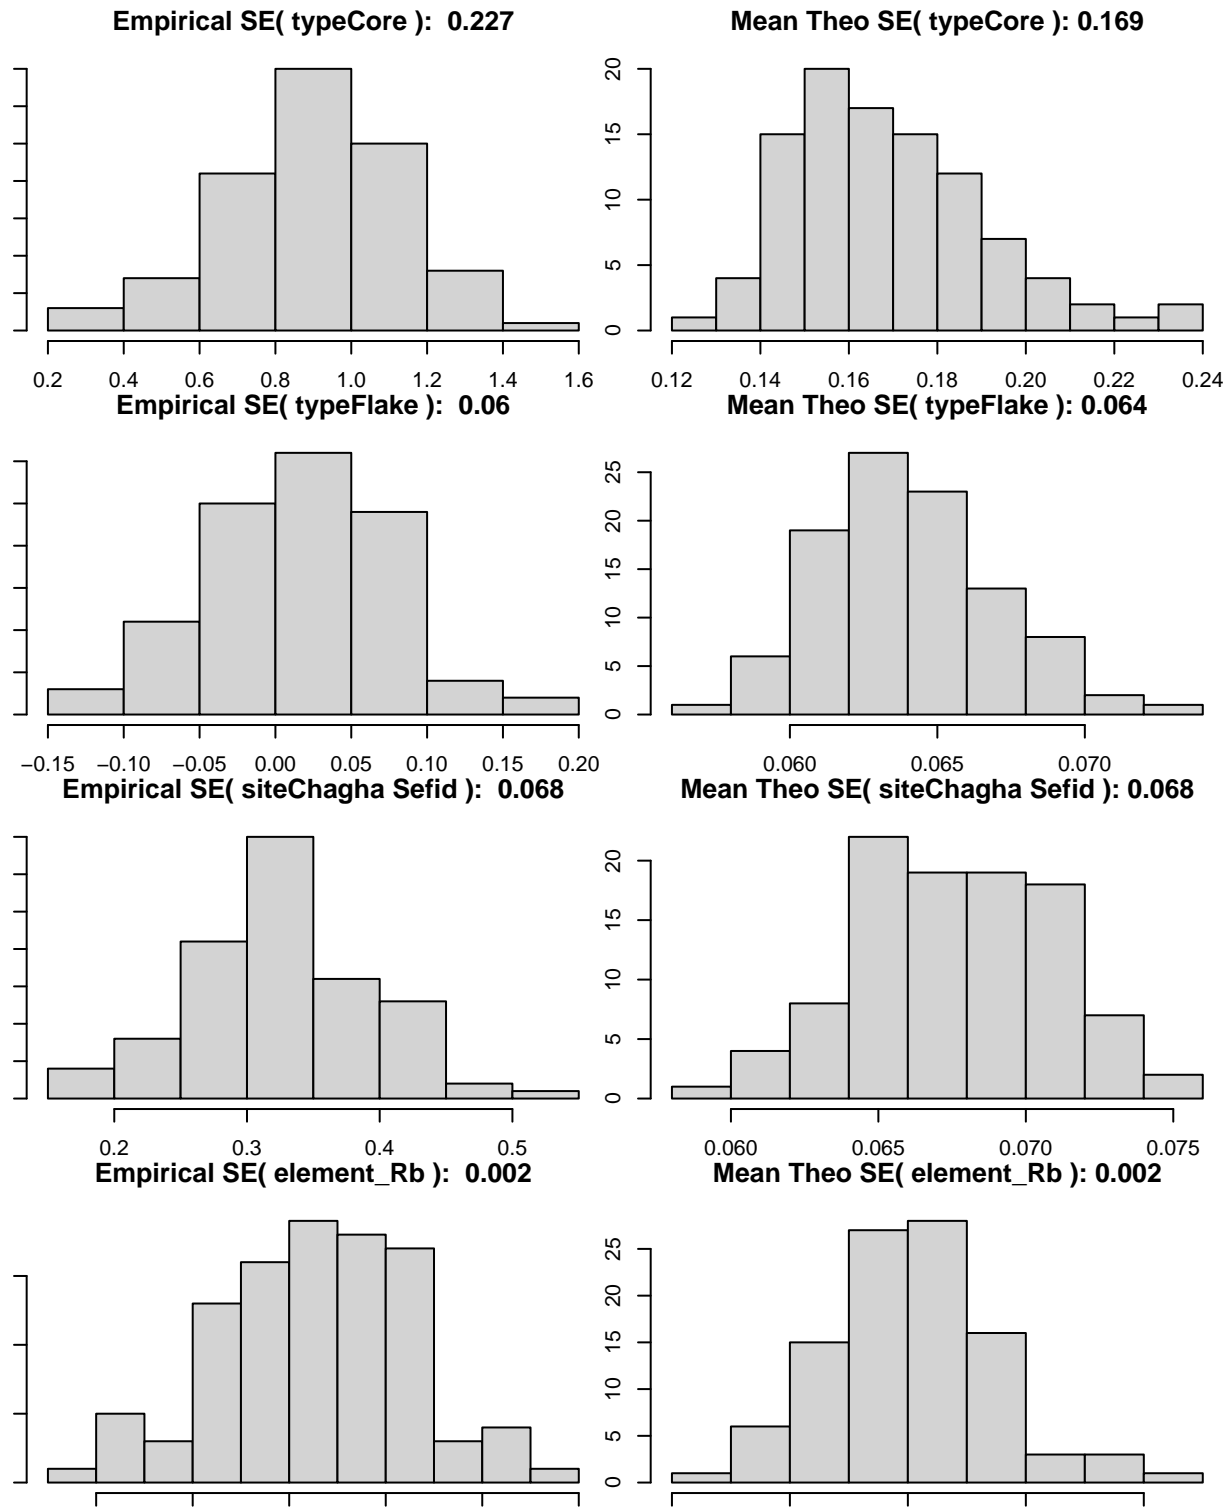 Empirical SE( typeCore ):  0.227
0.2 0.4 0.6 0.8 1.0 1.2 1.4 1.6
Mean Theo SE( typeCore ): 0.169
0 5 10 15 20
0.12 0.14 0.16 0.18 0.20 0.22 0.24
Empirical SE( typeFlake ):  0.06
−0.15 −0.10 −0.05 0.00 0.05 0.10 0.15 0.20
Mean Theo SE( typeFlake ): 0.064
0 5 10 15 20 25
0.060 0.065 0.070
Empirical SE( siteChagha Sefid ):  0.068
0.2 0.3 0.4 0.5
Mean Theo SE( siteChagha Sefid ): 0.068
0 5 10 15 20
0.060 0.065 0.070 0.075
Empirical SE( element_Rb ):  0.002
Mean Theo SE( element_Rb ): 0.002
0 5 10 15 20 25